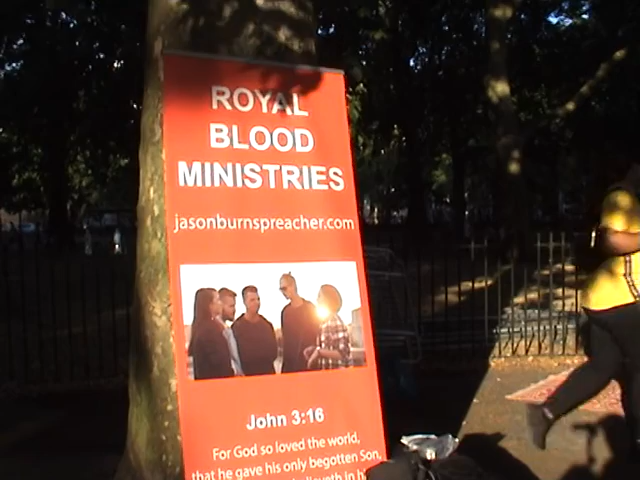 ROYAL
BLOOD
MINISTRIES
jasonburnspreacher.com
John 3:16
For God so loved the world,
that he gave his only begotten Son,
in